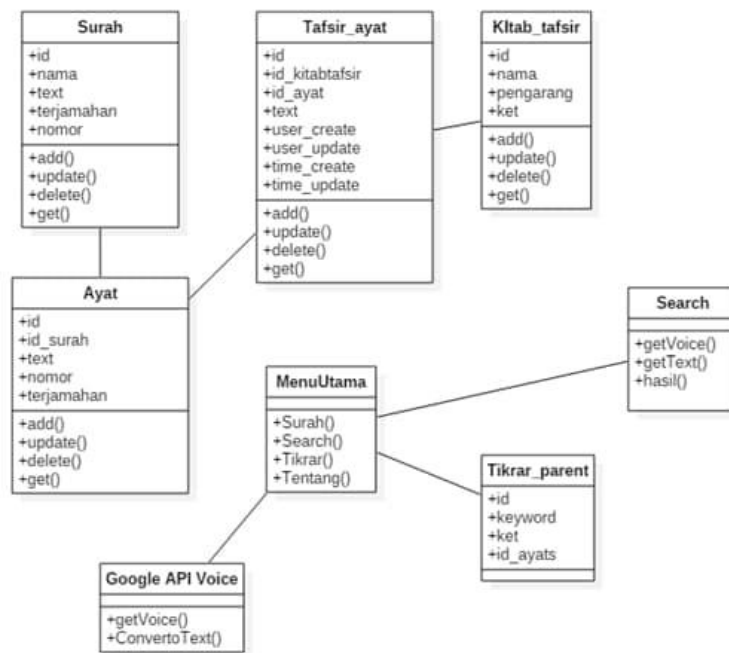 Surah
+id
+nama
+text
+terjamahan
+nomor
+add()
+update()
+delete()
+get()
Tafsir_ayat
+id
+id_kitabtafsir
+id_ayat
+text
+user_create
+user_update
+time_create
+time_update
+add()
+update()
+delete()
+get()
KItab_tafsir
+id
+nama
+pengarang
+ket
+add()
+update()
+delete()
+get()
Ayat
+id
+id_surah
+text
+nomor
+terjamahan
+add()
+update()
+delete()
+get()
MenuUtama
+Surah()
+Search()
+Tikrar()
+Tentang()
Search
+getVoice()
+getText()
+hasil()
Tikrar_parent
+id
+keyword
+ket
+id_ayats
Google API Voice
+getVoice()
+ConvertoText()